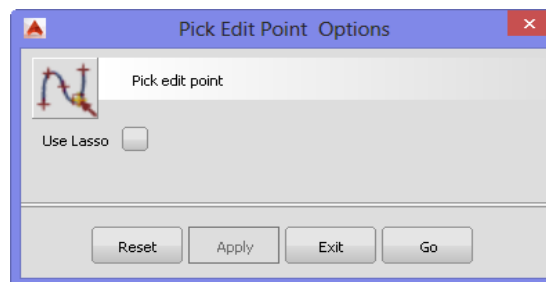 Pick Edit Point  Options
Pick edit point
Use Lasso
Reset Apply Exit Go